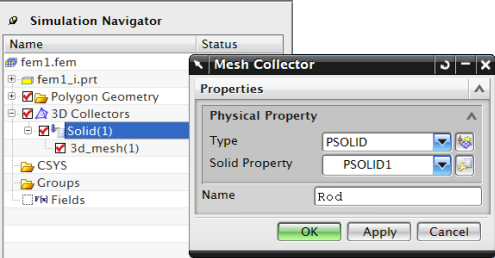 Simulation Navigator
Name Status
fem1.fem
fem1_i.prt
Polygon Geometry
3D Collectors
Solid(1)
3d_mesh(1)
CSYS
Groups
Fields
Mesh Collector
Properties
Physical Property
Type PSOLID
Solid Property PSOLID1
Name Rod
OK Apply Cancel